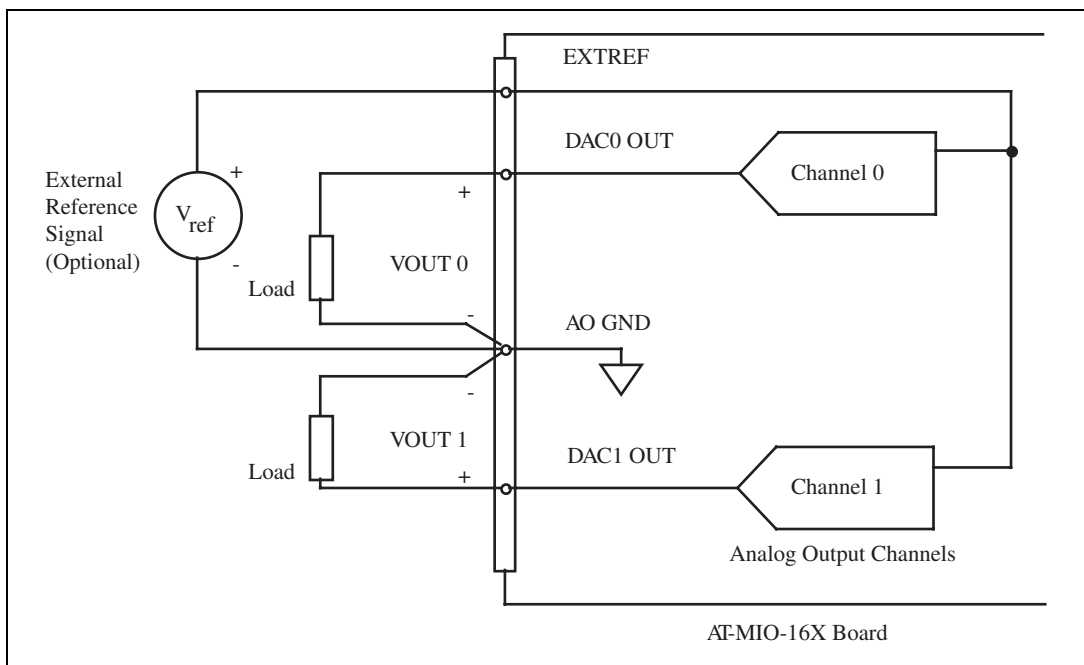 EXTREF
DAC0 OUT
Channel 0
External
Reference
Signal
(Optional)
+
Vref
-
+
Load
VOUT 0
-
AO GND
-
VOUT 1
Load
+
DAC1 OUT
Channel 1
Analog Output Channels
AT-MIO-16X Board